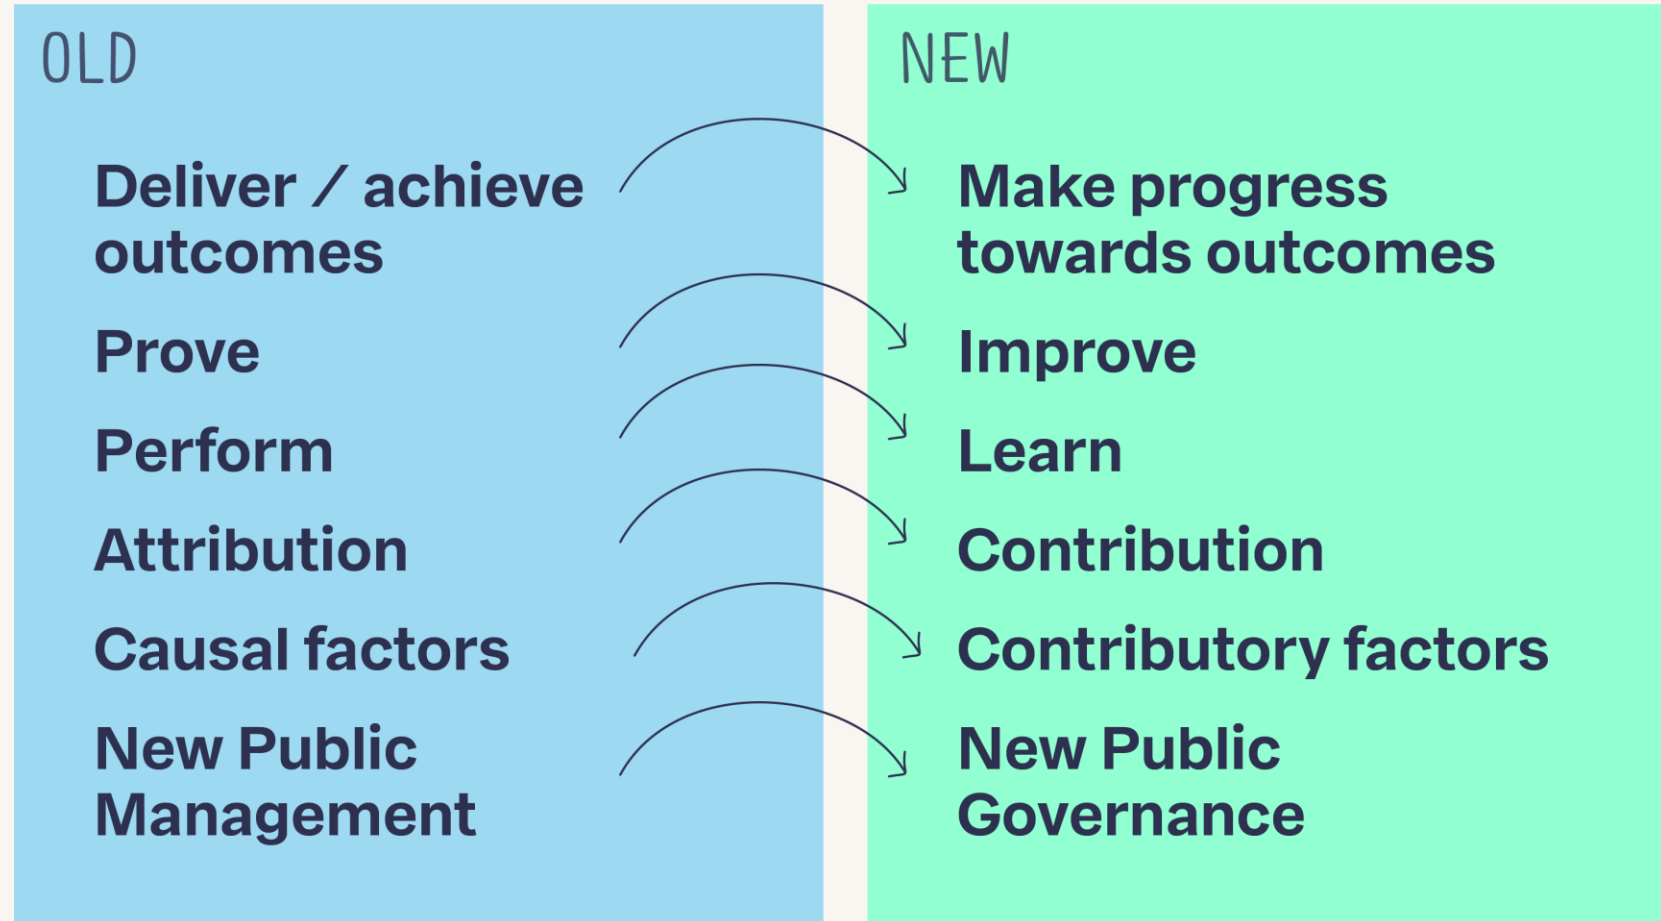 OLD
Deliver / achieve
outcomes
Prove
Perform
Attribution
Causal factors
New Public
Management
NEW
Make progress
towards outcomes
Improve
Learn
Contribution
Contributory factors
New Public
Governance